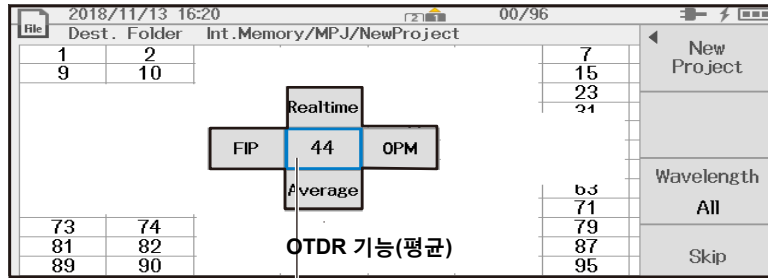 2018/11/13 16:20 2 1 00/96
File Dest. Folder Int.Memory/MPJ/NewProject
New
Project
1 2 7
9 10 15
23
Realtime
FIP 44 OPM
Average
Wavelength
All
63
71
73 74 79
81 82 87
OTDR 기능(평균)
89 90 95
Skip